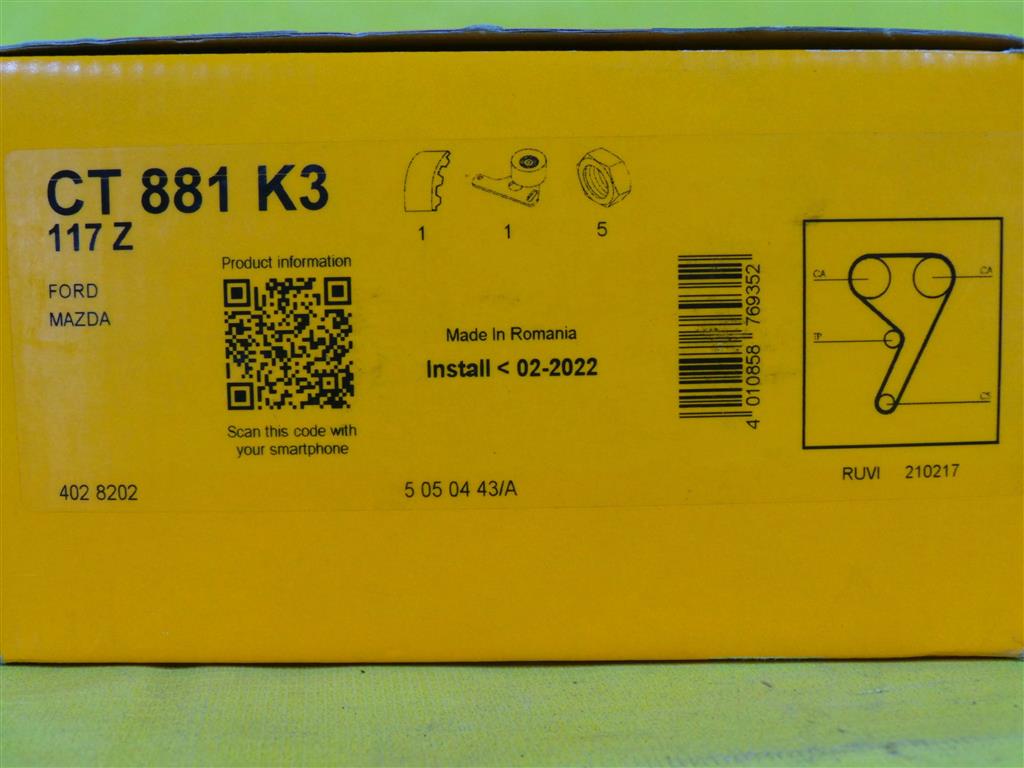 CT 881 K3
117 Z
FORD
MAZDA
Product information
Scan this code with
your smartphone
402 8202
1
1
5
Made In Romania
Install < 02-2022
5 05 04 43/A
4 010858 769352
CA
CA
TP
CS
RUVI 210217